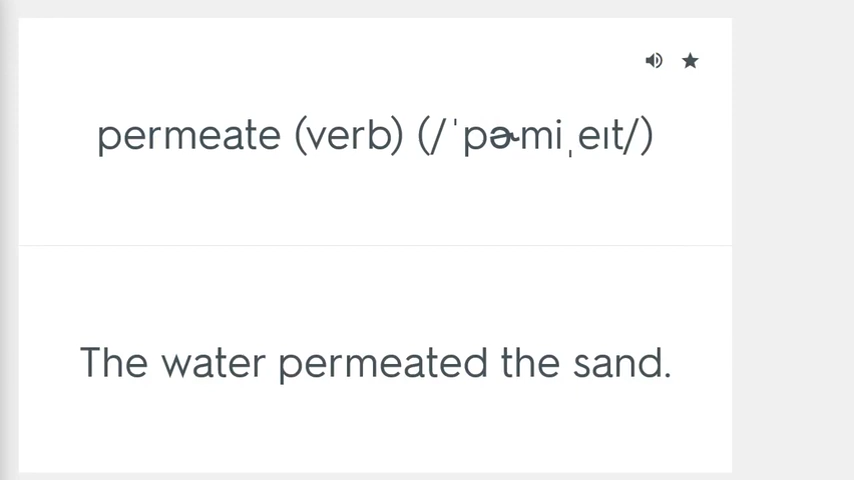 permeate (verb) (/ˈpɚmiˌeɪt/)
The water permeated the sand.